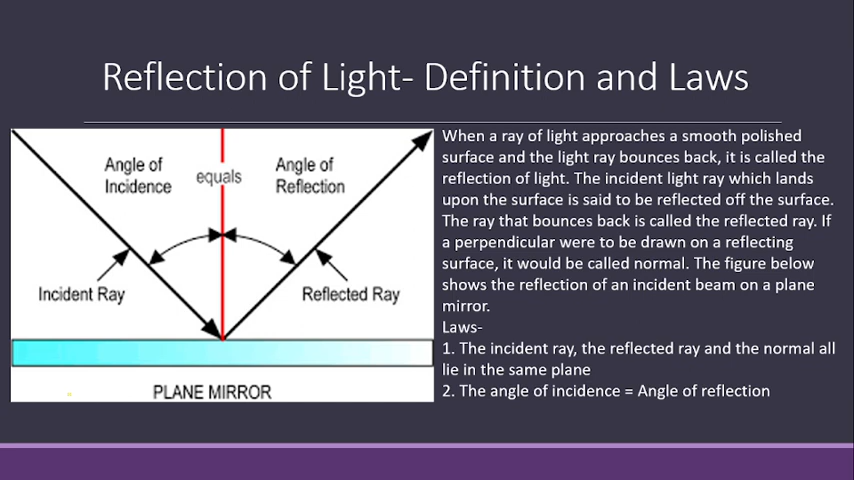 Reflection of Light- Definition and Laws
Angle of
Incidence
equals
Angle of
Reflection
Incident Ray
Reflected Ray
PLANE MIRROR
When a ray of light approaches a smooth polished
surface and the light ray bounces back, it is called the
reflection of light. The incident light ray which lands
upon the surface is said to be reflected off the surface.
The ray that bounces back is called the reflected ray. If
a perpendicular were to be drawn on a reflecting
surface, it would be called normal. The figure below
shows the reflection of an incident beam on a plane
mirror.
Laws-
1. The incident ray, the reflected ray and the normal all
lie in the same plane
2. The angle of incidence = Angle of reflection